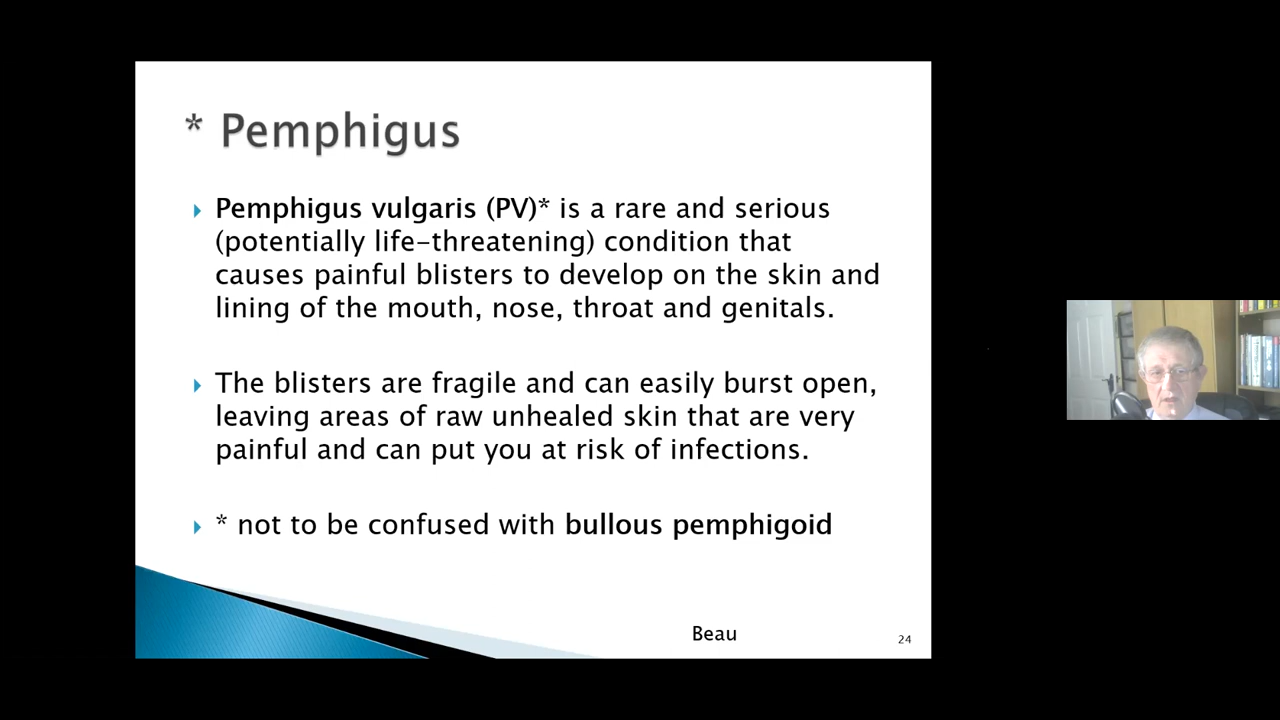 * Pemphigus
Pemphigus vulgaris (PV)* is a rare and serious
(potentially life-threatening) condition that
causes painful blisters to develop on the skin and
lining of the mouth, nose, throat and genitals.
The blisters are fragile and can easily burst open,
leaving areas of raw unhealed skin that are very
painful and can put you at risk of infections.
* not to be confused with bullous pemphigoid
Beau
24